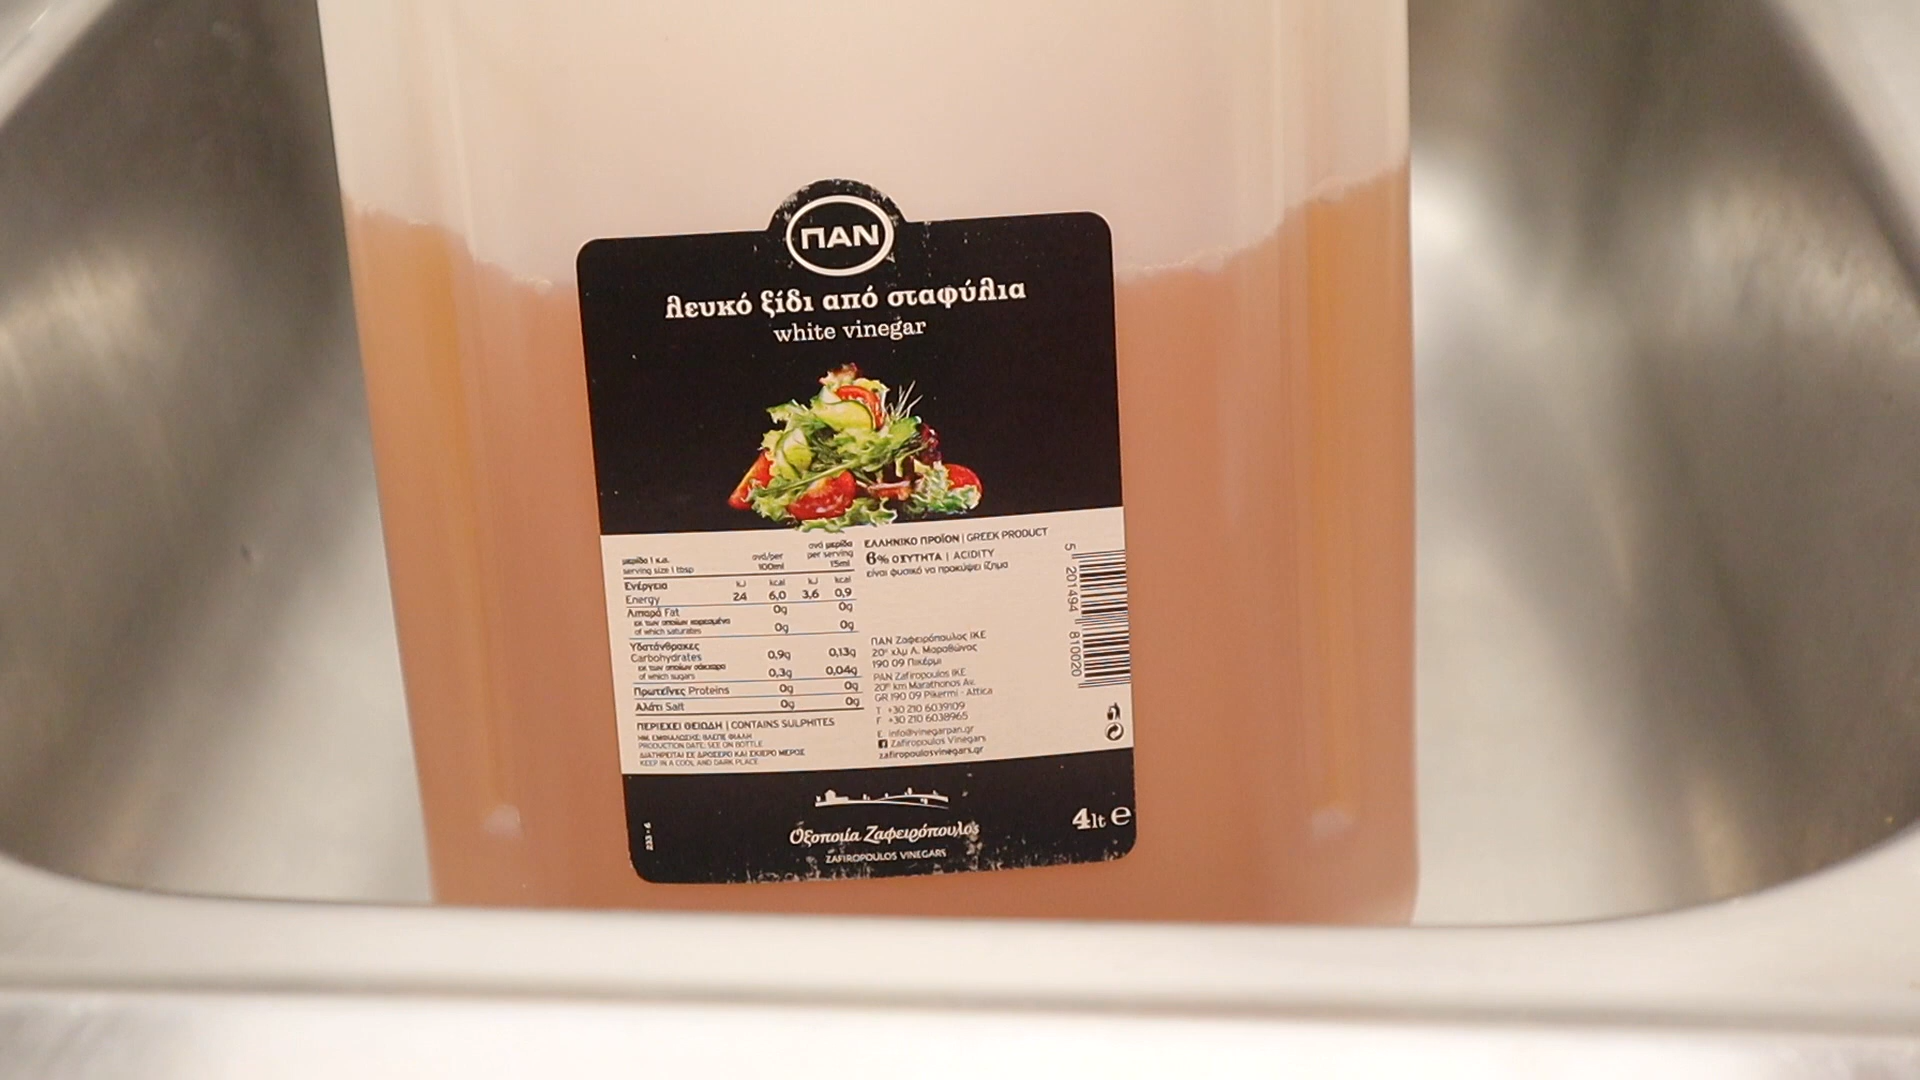 ΠΑΝ
λευκό ξίδι από σταφύλια
white vinegar
μερίδα 1 κ.σ.
serving size 1 tbsp
ανά/per
100ml
ανά μερίδα
per serving
15ml
kJ kcal kJ kcal
Ενέργεια
Energy 24 6,0 3,6 0,9
Λιπαρά Fat 0g 0g
εκ των οποίων κορεσμένα
of which saturates 0g 0g
Υδατάνθρακες
Carbohydrates 0,9g 0,13g
εκ των οποίων σάκχαρα
of which sugars 0,3g 0,04g
Πρωτεΐνες Proteins 0g 0g
Αλάτι Salt 0g 0g
ΠΕΡΙΕΧΕΙ ΘΕΙΩΔΗ | CONTAINS SULPHITES
ΗΜ. ΕΜΦΙΑΛΩΣΗΣ: ΒΛΕΠΕ ΦΙΑΛΗ
PRODUCTION DATE: SEE ON BOTTLE
ΔΙΑΤΗΡΕΙΤΑΙ ΣΕ ΔΡΟΣΕΡΟ ΚΑΙ ΣΚΙΕΡΟ ΜΕΡΟΣ
KEEP IN A COOL AND DARK PLACE
ΕΛΛΗΝΙΚΟ ΠΡΟΪΟΝ | GREEK PRODUCT
6% ΟΞΥΤΗΤΑ | ACIDITY
είναι φυσικό να προκύψει ίζημα
ΠΑΝ Ζαφειρόπουλος ΙΚΕ
20° χλμ Λ. Μαραθώνος
190 09 Πικέρμι
PAN Zafiropoulos IKE
20th km Marathonos Av.
GR 190 09 Pikermi - Attica
T +30 210 6039109
F +30 210 6038965
E info@vinegarpan.gr
Zafiropoulos Vinegars
zafiropoulosvinegars.gr
5 201494 810020
233 - 6
Οξοποιία Ζαφειρόπουλος
ZAFIROPOULOS VINEGARS
4lt e